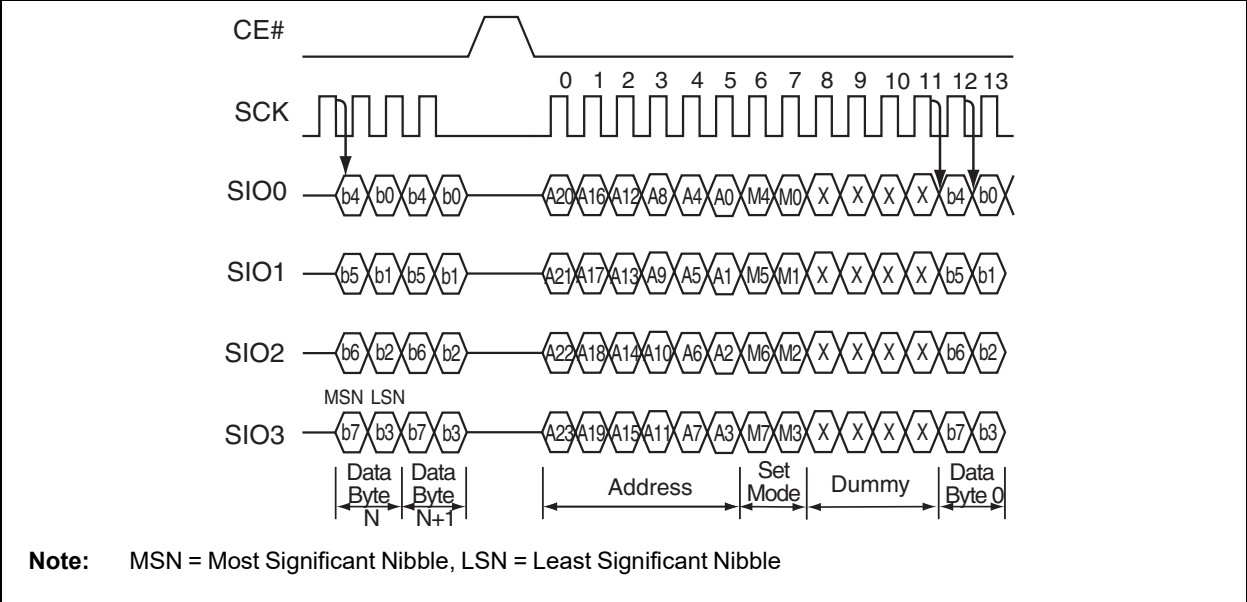 CE#
0 1 2 3 4 5 6 7 8 9 10 11 12 13
SCK
SIO0 b4 b0 b4 b0 A20 A16 A12 A8 A4 A0 M4 M0 X X X X b4 b0
SIO1 b5 b1 b5 b1 A21 A17 A13 A9 A5 A1 M5 M1 X X X X b5 b1
SIO2 b6 b2 b6 b2 A22 A18 A14 A10 A6 A2 M6 M2 X X X X b6 b2
MSN LSN
SIO3 b7 b3 b7 b3 A23 A19 A15 A11 A7 A3 M7 M3 X X X X b7 b3
Data Byte N
Data Byte N+1
Address
Set Mode
Dummy
Data Byte 0
Note: MSN = Most Significant Nibble, LSN = Least Significant Nibble